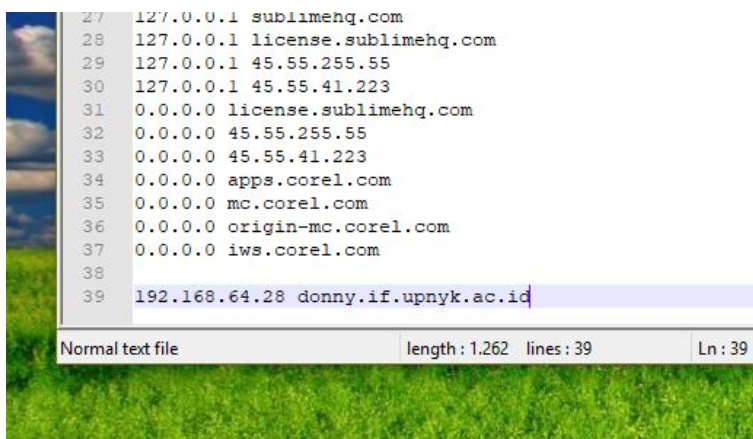 27 127.0.0.1 sublimehq.com
28 127.0.0.1 license.sublimehq.com
29 127.0.0.1 45.55.255.55
30 127.0.0.1 45.55.41.223
31 0.0.0.0 license.sublimehq.com
32 0.0.0.0 45.55.255.55
33 0.0.0.0 45.55.41.223
34 0.0.0.0 apps.corel.com
35 0.0.0.0 mc.corel.com
36 0.0.0.0 origin-mc.corel.com
37 0.0.0.0 iws.corel.com
38
39 192.168.64.28 donny.if.upnyk.ac.id
Normal text file length : 1.262 lines : 39 Ln : 39